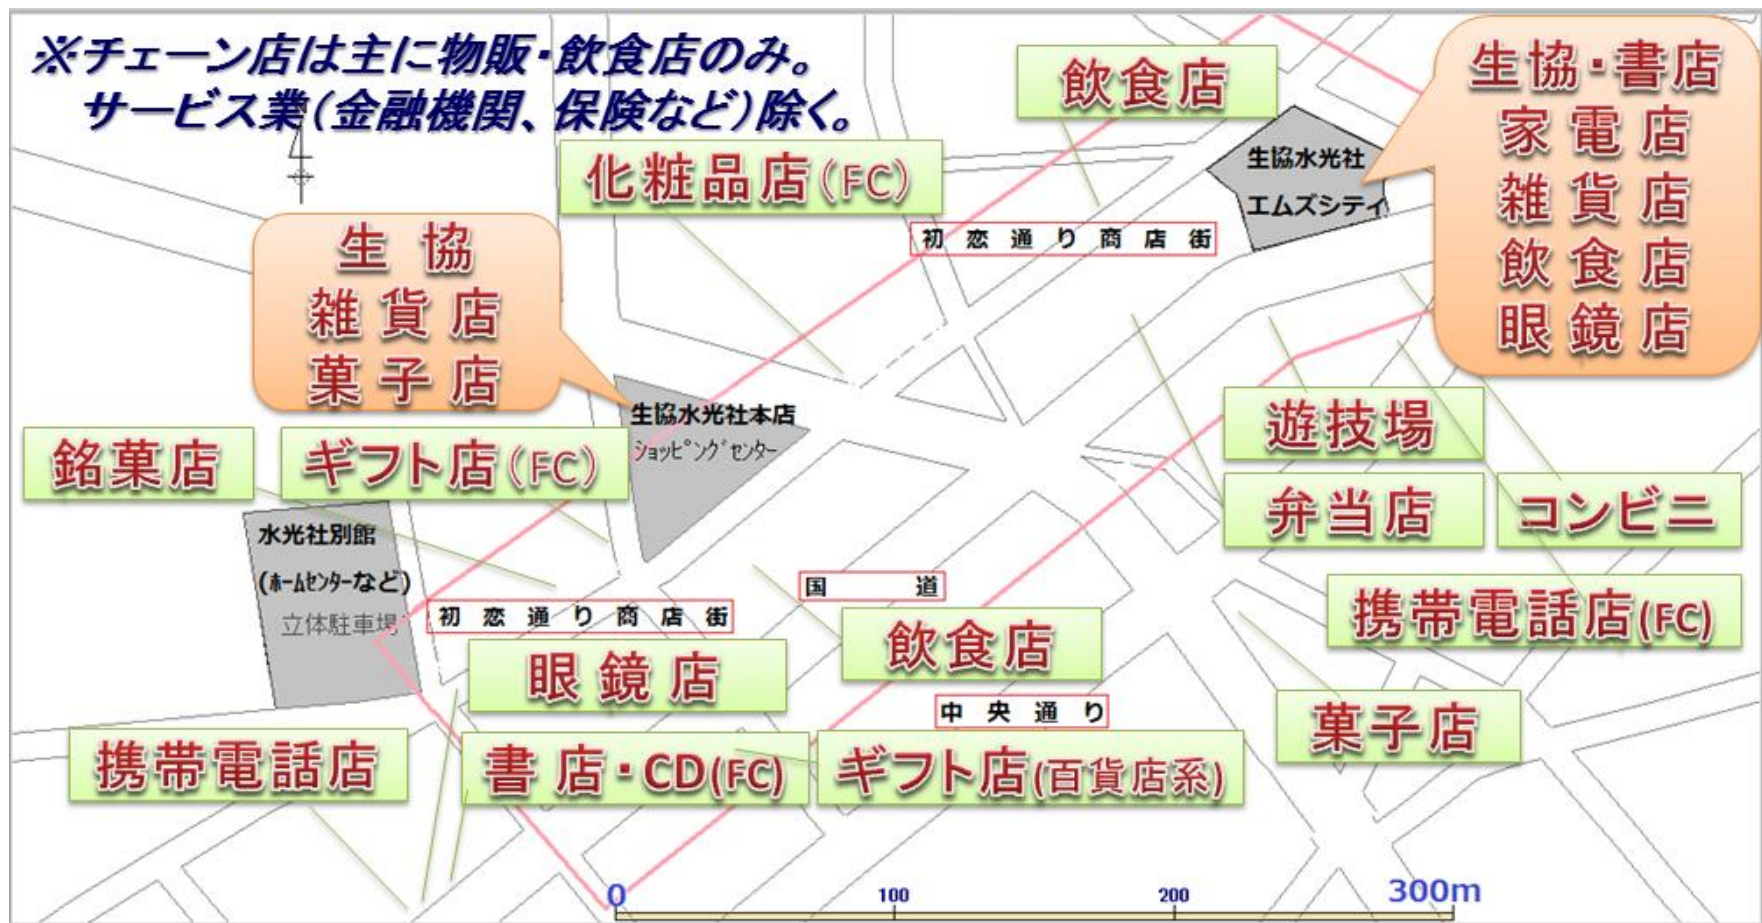 ※チェーン店は主に物販・飲食店のみ。
サービス業(金融機関、保険など)除く。
飲食店
生協・書店
家電店
雑貨店
飲食店
眼鏡店
化粧品店(FC)
生協水光社
エムズシティ
初恋通り商店街
生協
雑貨店
菓子店
生協水光社本店
ショッピングセンター
銘菓店
ギフト店(FC)
遊技場
弁当店
コンビニ
水光社別館
(ホームセンターなど)
立体駐車場
初恋通り商店街
国道
携帯電話店(FC)
飲食店
眼鏡店
中央通り
菓子店
携帯電話店
書店・CD(FC)
ギフト店(百貨店系)
0
100
200
300m